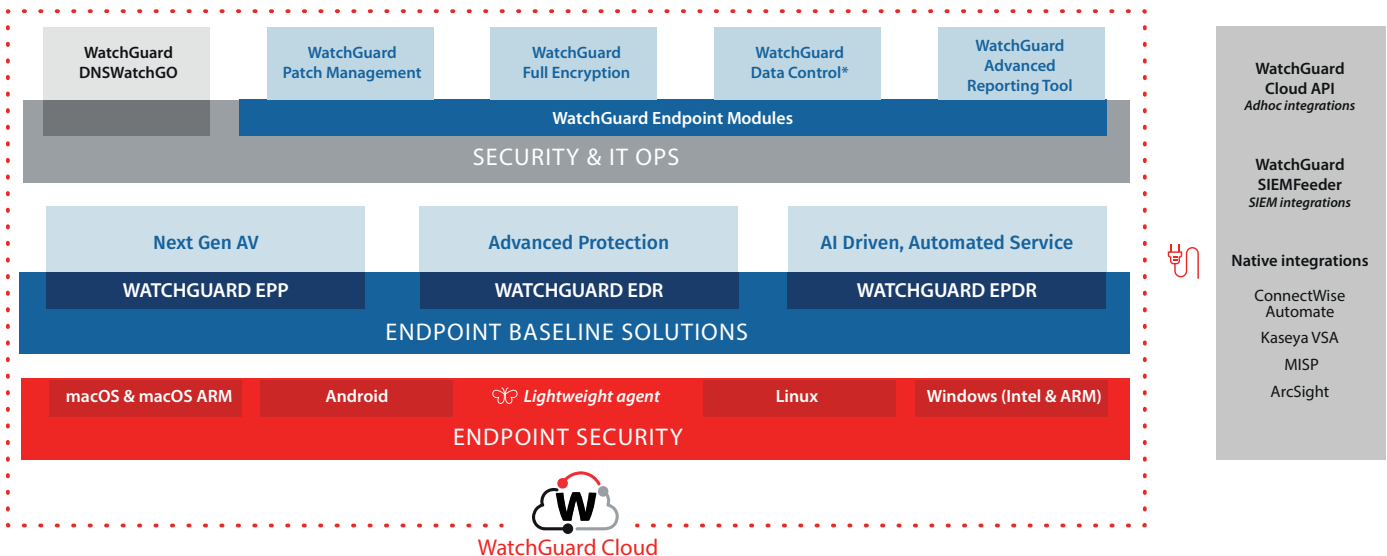 WatchGuard
DNSWatchGO
WatchGuard
Patch Management
WatchGuard
Full Encryption
WatchGuard
Data Control*
WatchGuard
Advanced
Reporting Tool
WatchGuard Endpoint Modules
SECURITY & IT OPS
Next Gen AV
Advanced Protection
AI Driven, Automated Service
WATCHGUARD EPP
WATCHGUARD EDR
WATCHGUARD EPDR
ENDPOINT BASELINE SOLUTIONS
macOS & macOS ARM
Android
Lightweight agent
Linux
Windows (Intel & ARM)
ENDPOINT SECURITY
W
WatchGuard Cloud
WatchGuard
Cloud API
Adhoc integrations
WatchGuard
SIEMFeeder
SIEM integrations
Native integrations
ConnectWise
Automate
Kaseya VSA
MISP
ArcSight